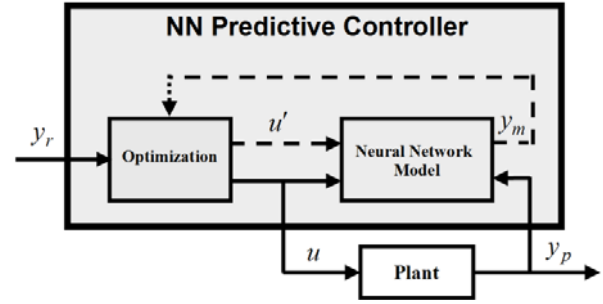 NN Predictive Controller
y_r
Optimization
u'
Neural Network
Model
y_m
u
Plant
y_p